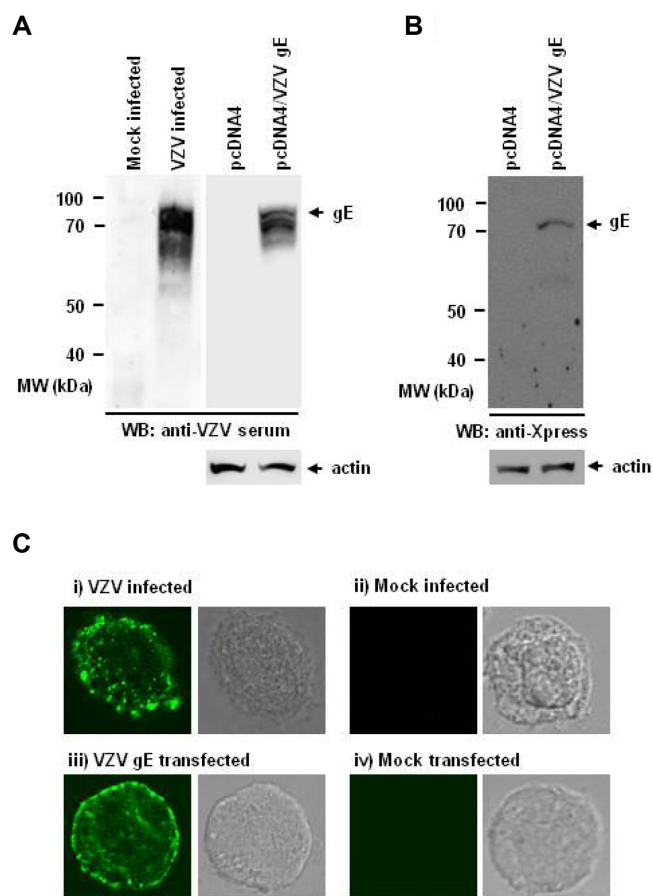 A
B
Mock infected
VZV infected
pcDNA4
pcDNA4/VZV gE
pcDNA4
pcDNA4/VZV gE
100
70
50
40
MW (kDa)
gE
100
70
50
40
MW (kDa)
gE
WB: anti-VZV serum
WB: anti-Xpress
actin
actin
C
i) VZV infected
ii) Mock infected
iii) VZV gE transfected
iv) Mock transfected